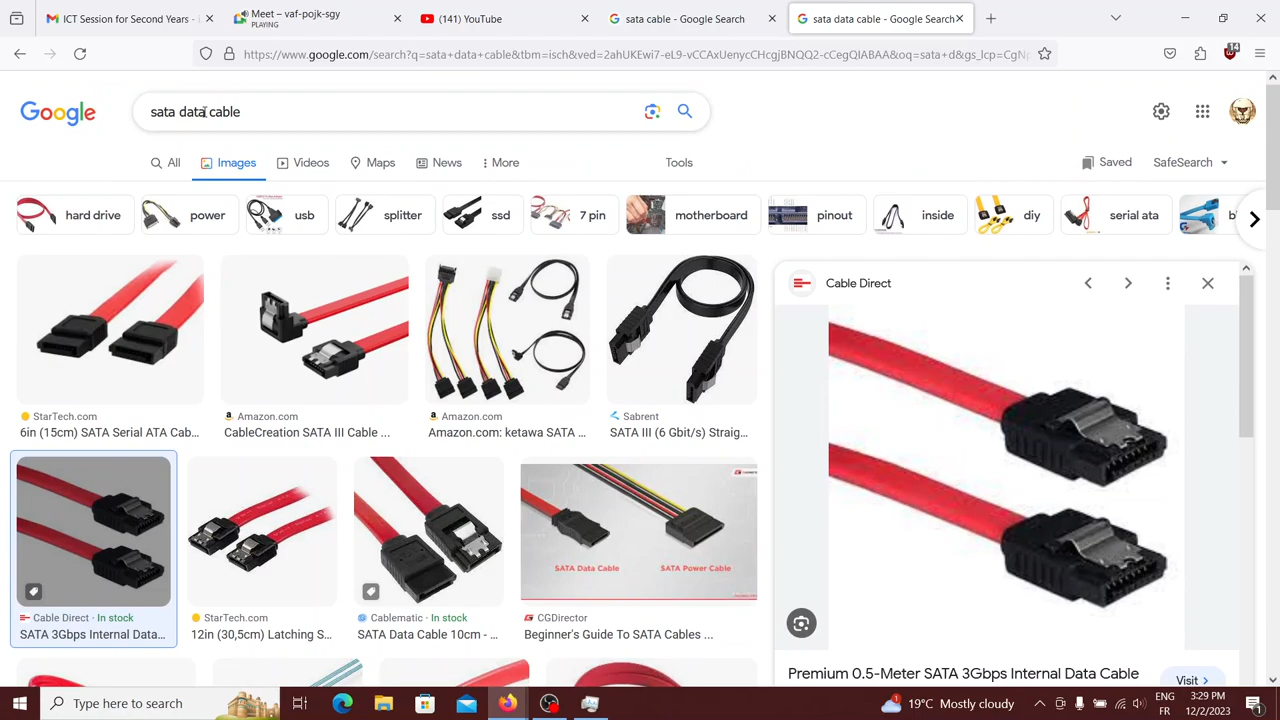 ICT Session for Second Years - i
Meet – vaf-pojk-sgy
PLAYING
(141) YouTube
sata cable - Google Search
sata data cable - Google Search
https://www.google.com/search?q=sata+data+cable&tbm=isch&ved=2ahUKEwi7-eL9-vCCAxUenycCHcgjBNQQ2-cCegQIABAA&oq=sata+d&gs_lcp=CgNp
14
Google
sata data cable
All
Images
Videos
Maps
News
More
Tools
Saved
SafeSearch
hard drive
power
usb
splitter
ssd
7 pin
motherboard
pinout
inside
diy
serial ata
Cable Direct
StarTech.com
6in (15cm) SATA Serial ATA Cab...
Amazon.com
CableCreation SATA III Cable ...
Amazon.com
Amazon.com: ketawa SATA ...
Sabrent
SATA III (6 Gbit/s) Straig...
SATA Data Cable
SATA Power Cable
Cable Direct · In stock
SATA 3Gbps Internal Data...
StarTech.com
12in (30,5cm) Latching S...
Cablematic · In stock
SATA Data Cable 10cm - ...
CGDirector
Beginner's Guide To SATA Cables ...
Premium 0.5-Meter SATA 3Gbps Internal Data Cable
Visit
Type here to search
1
19°C Mostly cloudy
ENG
FR
3:29 PM
12/2/2023
1